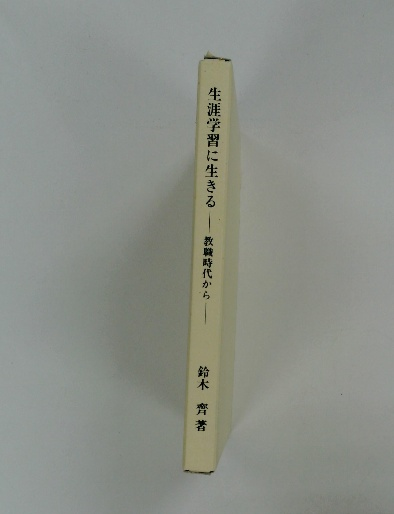 生涯学習に生きる
――教職時代から――
鈴木 齊 著